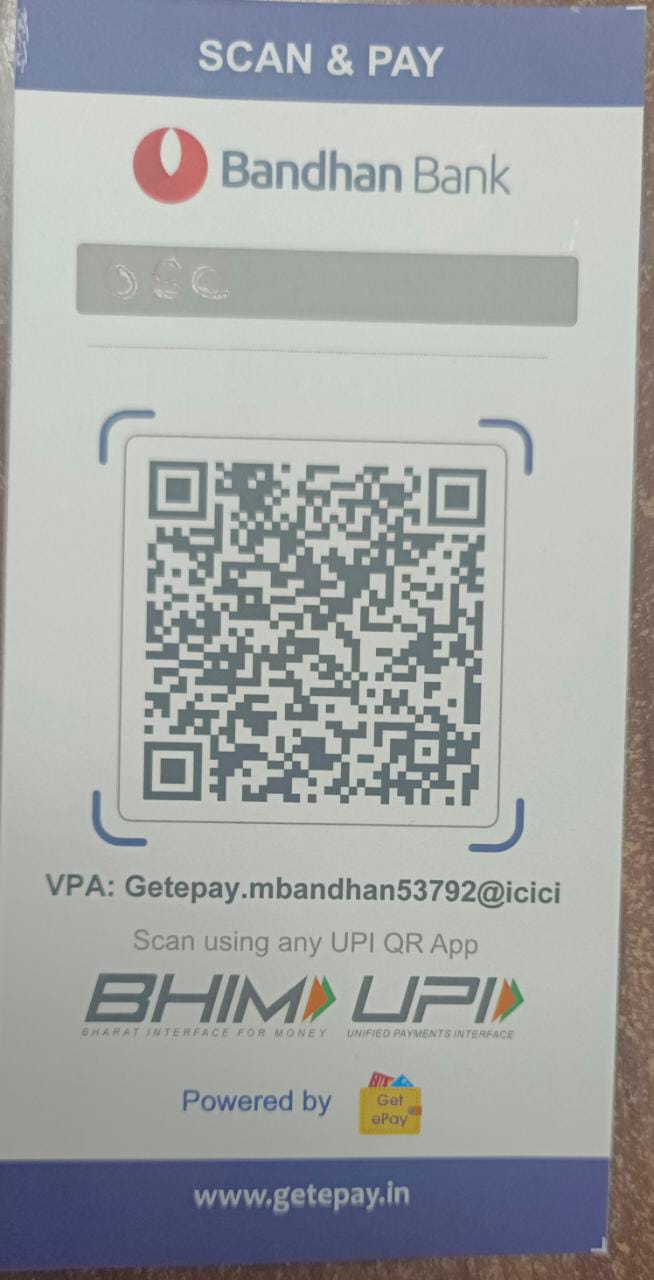 SCAN & PAY
Bandhan Bank
VPA: Getepay.mbandhan53792@icici
Scan using any UPI QR App
BHIM UPI
BHARAT INTERFACE FOR MONEY UNIFIED PAYMENTS INTERFACE
Powered by Get ePay
www.getepay.in